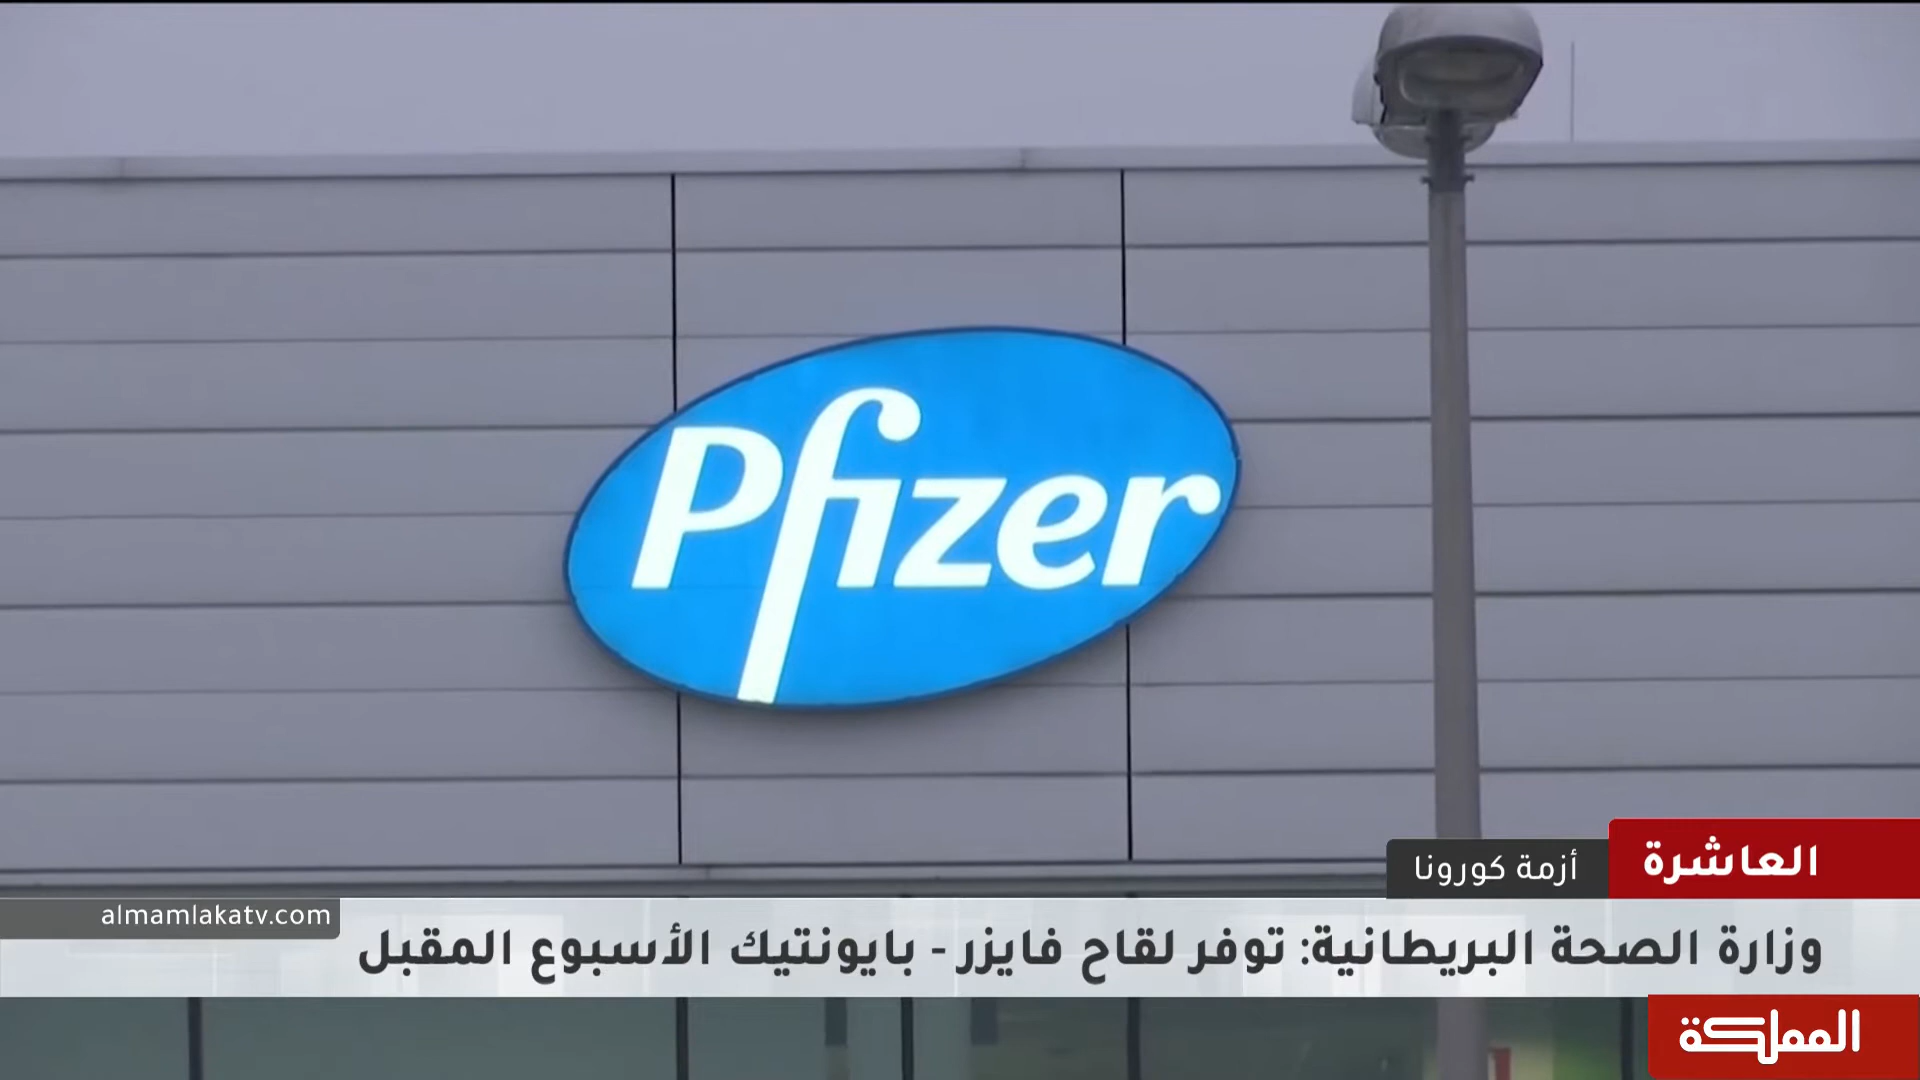 Pfizer
العاشرة
أزمة كورونا
almamlakatv.com
وزارة الصحة البريطانية: توفر لقاح فايزر - بايونتيك الأسبوع المقبل
المملكة